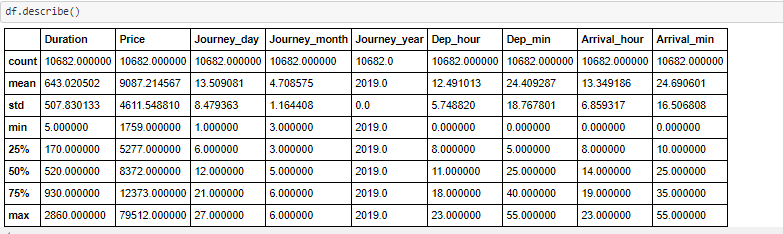 df.describe()
Duration Price Journey_day Journey_month Journey_year Dep_hour Dep_min Arrival_hour Arrival_min
count 10682.000000 10682.000000 10682.000000 10682.000000 10682.0 10682.000000 10682.000000 10682.000000 10682.000000
mean 643.020502 9087.214567 13.509081 4.708575 2019.0 12.491013 24.409287 13.349186 24.690601
std 507.830133 4611.548810 8.479363 1.164408 0.0 5.748820 18.767801 6.859317 16.506808
min 5.000000 1759.000000 1.000000 3.000000 2019.0 0.000000 0.000000 0.000000 0.000000
25% 170.000000 5277.000000 6.000000 3.000000 2019.0 8.000000 5.000000 8.000000 10.000000
50% 520.000000 8372.000000 12.000000 5.000000 2019.0 11.000000 25.000000 14.000000 25.000000
75% 930.000000 12373.000000 21.000000 6.000000 2019.0 18.000000 40.000000 19.000000 35.000000
max 2860.000000 79512.000000 27.000000 6.000000 2019.0 23.000000 55.000000 23.000000 55.000000